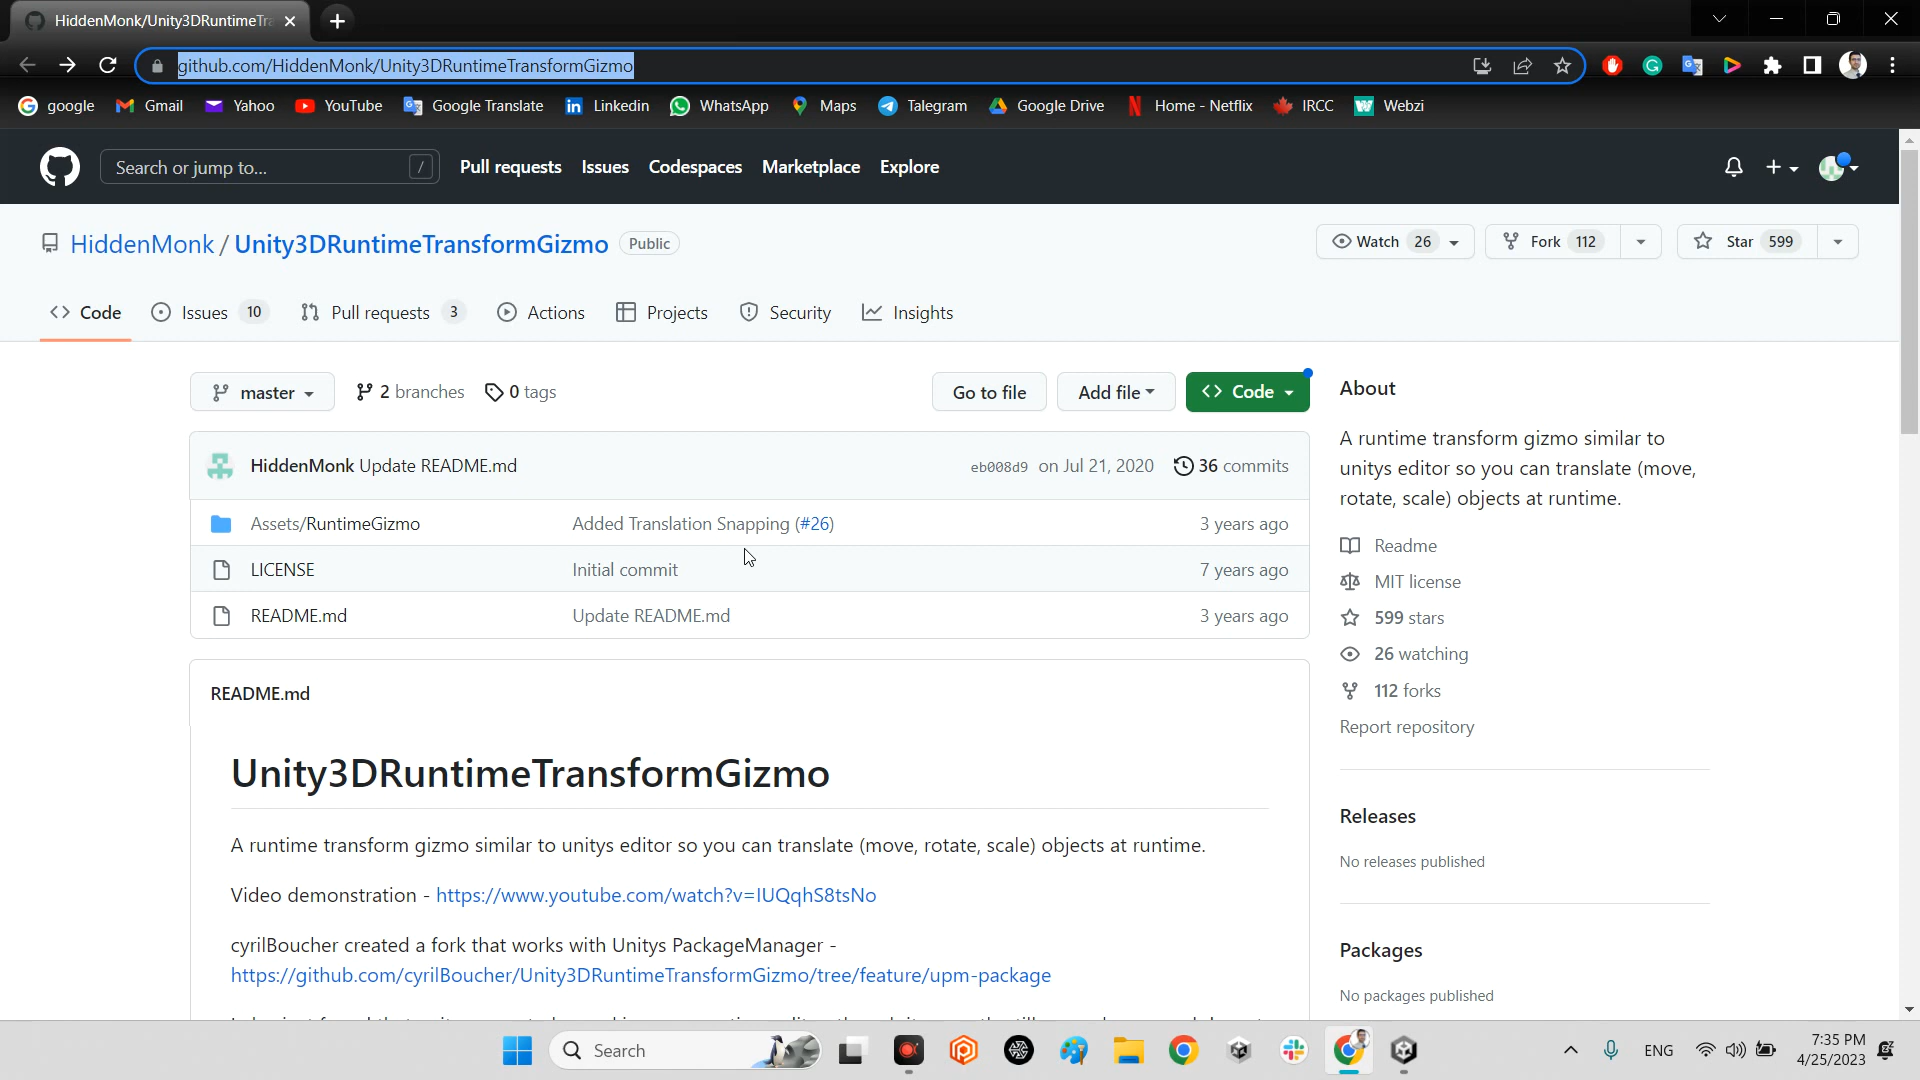 HiddenMonk/Unity3DRuntimeTra
github.com/HiddenMonk/Unity3DRuntimeTransformGizmo
google Gmail Yahoo YouTube Google Translate Linkedin WhatsApp Maps Telegram Google Drive Home - Netflix IRCC Webzi
Search or jump to... / Pull requests Issues Codespaces Marketplace Explore
HiddenMonk / Unity3DRuntimeTransformGizmo Public Watch 26 Fork 112 Star 599
Code Issues 10 Pull requests 3 Actions Projects Security Insights
master 2 branches 0 tags Go to file Add file Code
HiddenMonk Update README.md eb008d9 on Jul 21, 2020 36 commits
Assets/RuntimeGizmo Added Translation Snapping (#26) 3 years ago
LICENSE Initial commit 7 years ago
README.md Update README.md 3 years ago
README.md
Unity3DRuntimeTransformGizmo
A runtime transform gizmo similar to unitys editor so you can translate (move, rotate, scale) objects at runtime.
Video demonstration - https://www.youtube.com/watch?v=IUQqhS8tsNo
cyrilBoucher created a fork that works with Unitys PackageManager -
https://github.com/cyrilBoucher/Unity3DRuntimeTransformGizmo/tree/feature/upm-package
About
A runtime transform gizmo similar to
unitys editor so you can translate (move,
rotate, scale) objects at runtime.
Readme
MIT license
599 stars
26 watching
112 forks
Report repository
Releases
No releases published
Packages
No packages published
Search
ENG
7:35 PM
4/25/2023